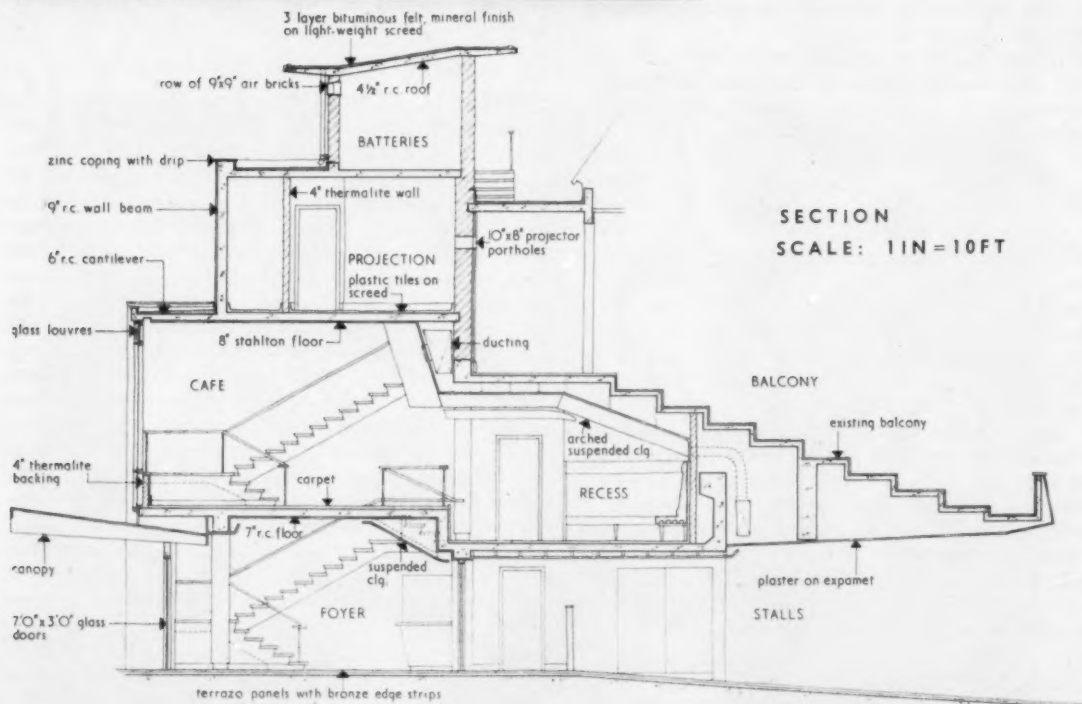 3 layer bituminous felt, mineral finish
on light-weight screed
row of 9"x9" air bricks
4½" r.c. roof
BATTERIES
zinc coping with drip
4" thermalite wall
9" r.c. wall beam
10"x8" projector
portholes
SECTION
SCALE: 1IN = 10FT
6" r.c. cantilever
PROJECTION
plastic tiles on
screed
glass louvres
8" stahlton floor
ducting
CAFE
BALCONY
existing balcony
arched
suspended clg.
4" thermalite
backing
carpet
RECESS
7" r.c. floor
canopy
suspended
clg.
plaster on expamet
7'0" x 3'0" glass
doors
FOYER
STALLS
terrazo panels with bronze edge strips